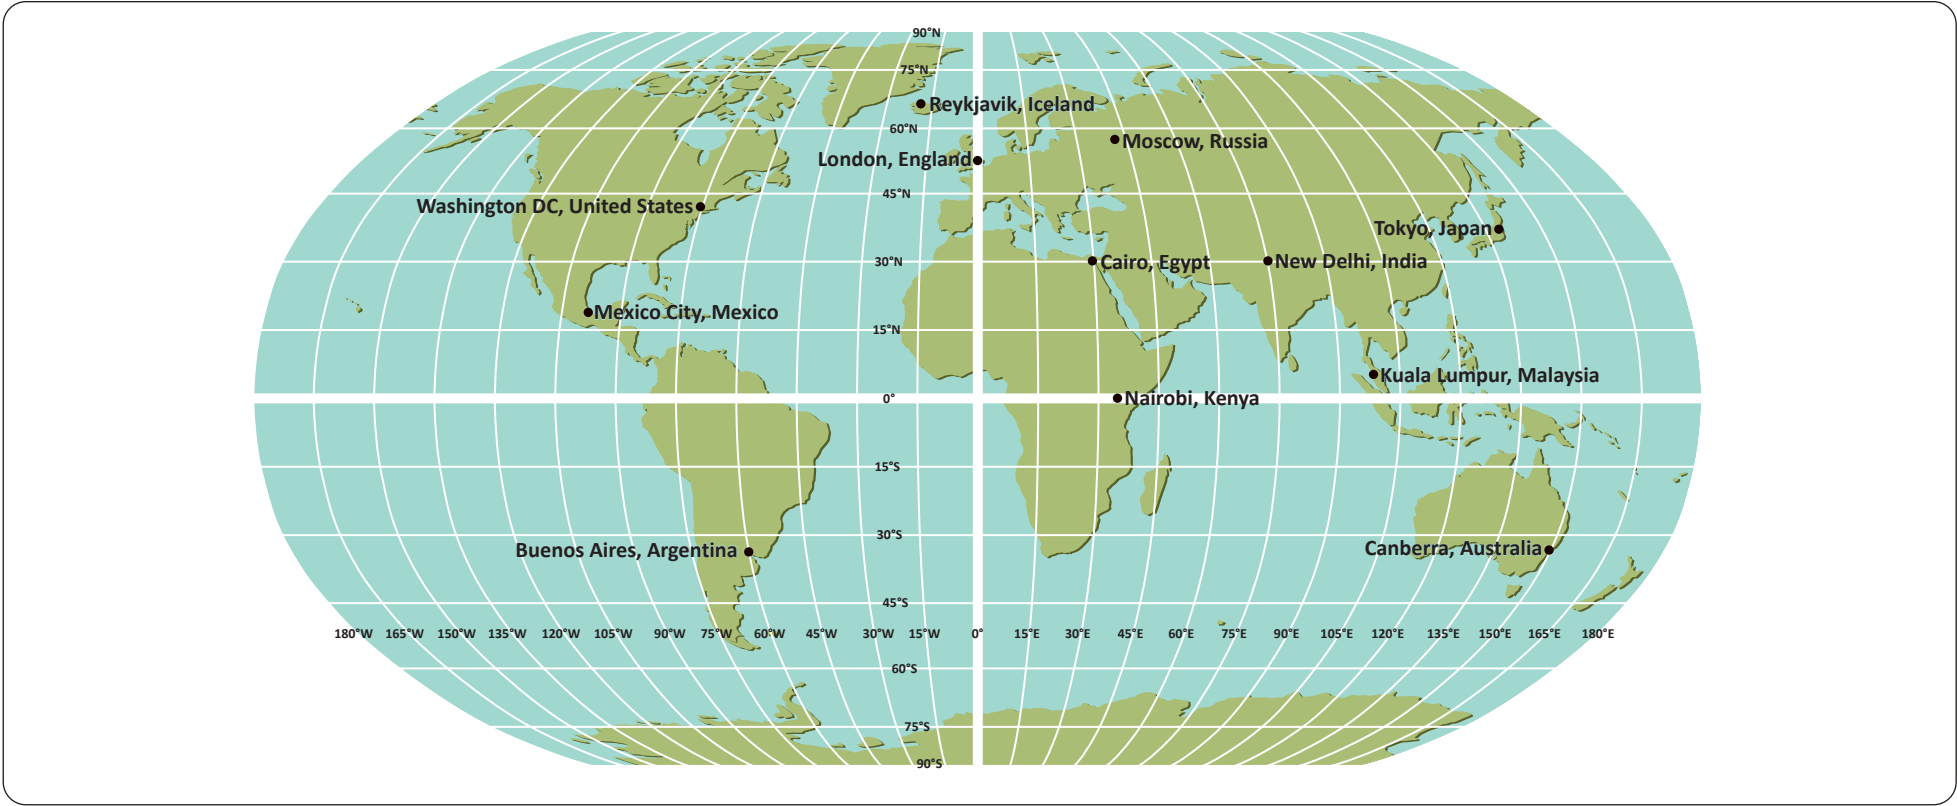 90°N
75°N
Reykjavik, Iceland
60°N
Moscow, Russia
London, England
45°N
Washington DC, United States
Tokyo, Japan
30°N
Cairo, Egypt
New Delhi, India
Mexico City, Mexico
15°N
Kuala Lumpur, Malaysia
0°
Nairobi, Kenya
15°S
30°S
Buenos Aires, Argentina
Canberra, Australia
45°S
180°W 165°W 150°W 135°W 120°W 105°W 90°W 75°W 60°W 45°W 30°W 15°W 0° 15°E 30°E 45°E 60°E 75°E 90°E 105°E 120°E 135°E 150°E 165°E 180°E
60°S
75°S
90°S